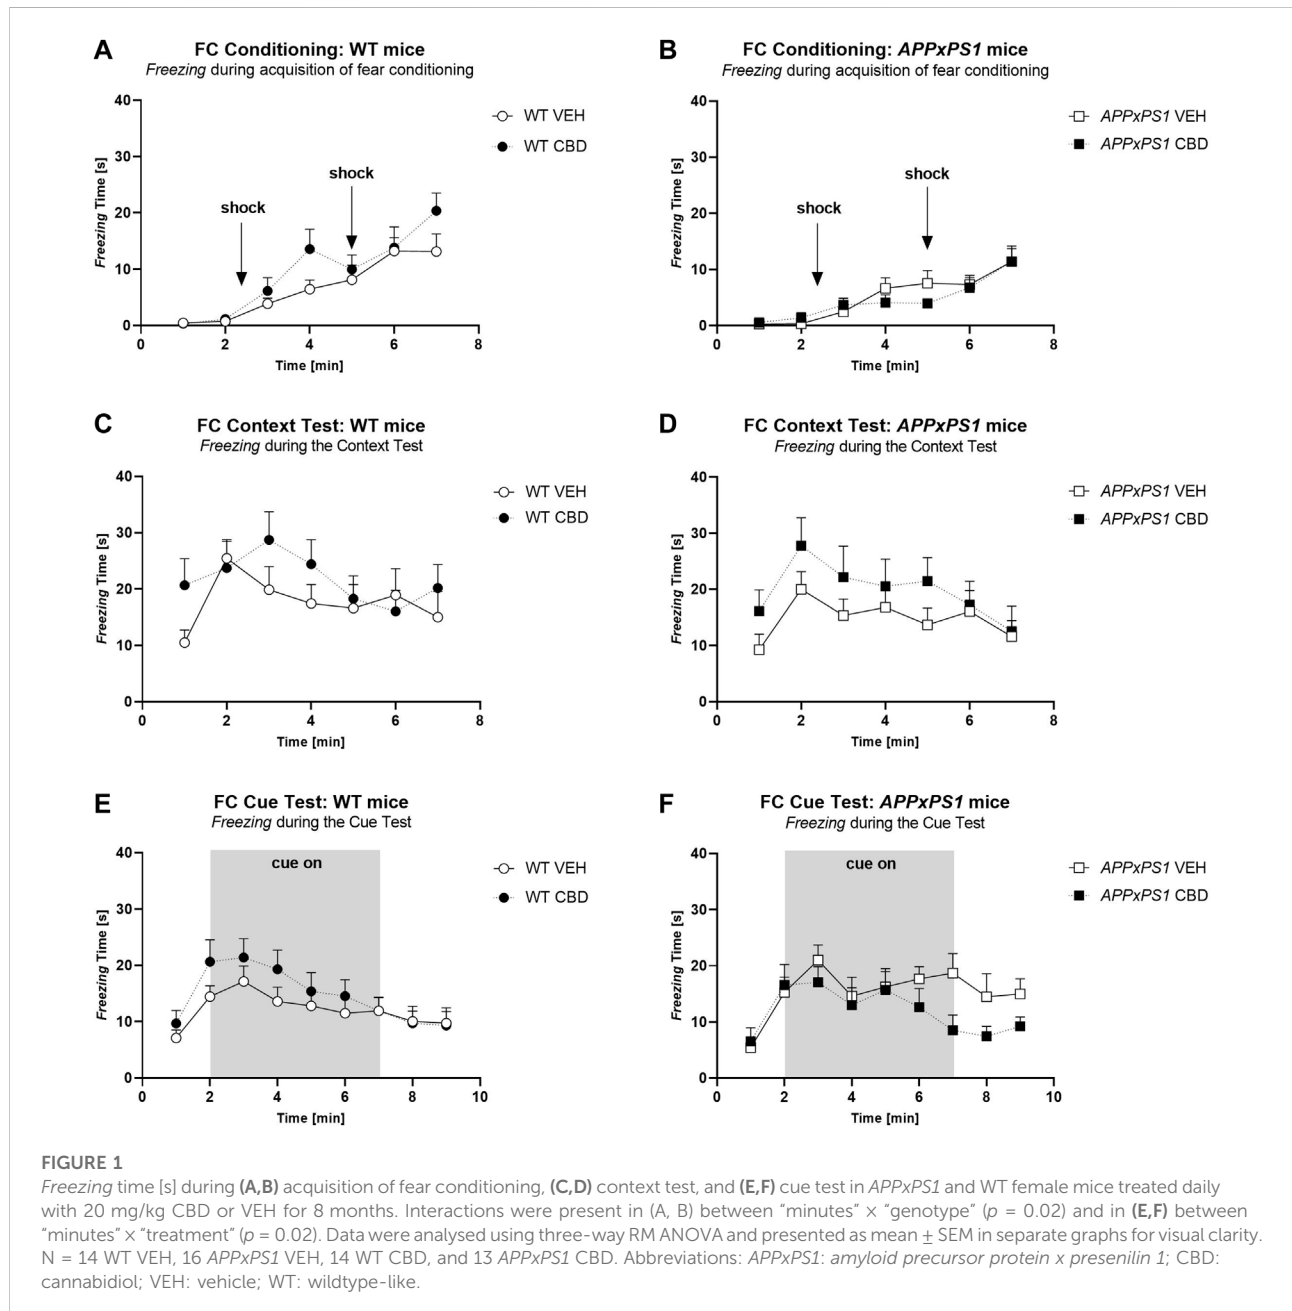 A
FC Conditioning: WT mice
Freezing during acquisition of fear conditioning
40
30
20
10
0
Freezing Time [s]
shock
shock
WT VEH
WT CBD
0 2 4 6 8
Time [min]
B
FC Conditioning: APPxPS1 mice
Freezing during acquisition of fear conditioning
40
30
20
10
0
Freezing Time [s]
shock
shock
APPxPS1 VEH
APPxPS1 CBD
0 2 4 6 8
Time [min]
C
FC Context Test: WT mice
Freezing during the Context Test
40
30
20
10
0
Freezing Time [s]
WT VEH
WT CBD
0 2 4 6 8
Time [min]
D
FC Context Test: APPxPS1 mice
Freezing during the Context Test
40
30
20
10
0
Freezing Time [s]
APPxPS1 VEH
APPxPS1 CBD
0 2 4 6 8
Time [min]
E
FC Cue Test: WT mice
Freezing during the Cue Test
40
30
20
10
0
Freezing Time [s]
cue on
WT VEH
WT CBD
0 2 4 6 8 10
Time [min]
F
FC Cue Test: APPxPS1 mice
Freezing during the Cue Test
40
30
20
10
0
Freezing Time [s]
cue on
APPxPS1 VEH
APPxPS1 CBD
0 2 4 6 8 10
Time [min]
FIGURE 1
Freezing time [s] during (A,B) acquisition of fear conditioning, (C,D) context test, and (E,F) cue test in APPxPS1 and WT female mice treated daily
with 20 mg/kg CBD or VEH for 8 months. Interactions were present in (A, B) between “minutes” × “genotype” (p = 0.02) and in (E,F) between
“minutes” × “treatment” (p = 0.02). Data were analysed using three-way RM ANOVA and presented as mean ± SEM in separate graphs for visual clarity.
N = 14 WT VEH, 16 APPxPS1 VEH, 14 WT CBD, and 13 APPxPS1 CBD. Abbreviations: APPxPS1: amyloid precursor protein x presenilin 1; CBD:
cannabidiol; VEH: vehicle; WT: wildtype-like.